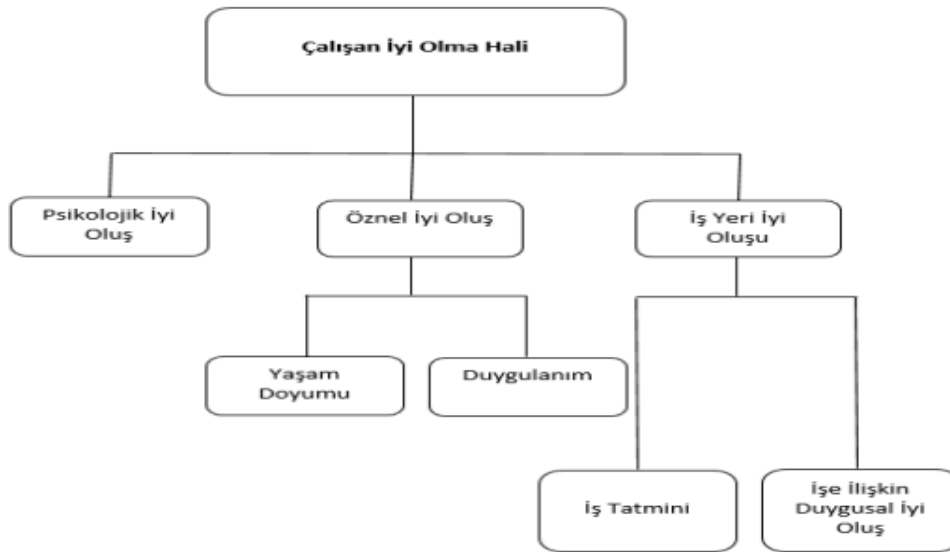 Çalışan İyi Olma Hali
Psikolojik İyi
Oluş
Öznel İyi Oluş
İş Yeri İyi
Oluşu
Yaşam
Doyumu
Duygulanım
İş Tatmini
İşe İlişkin
Duygusal İyi
Oluş